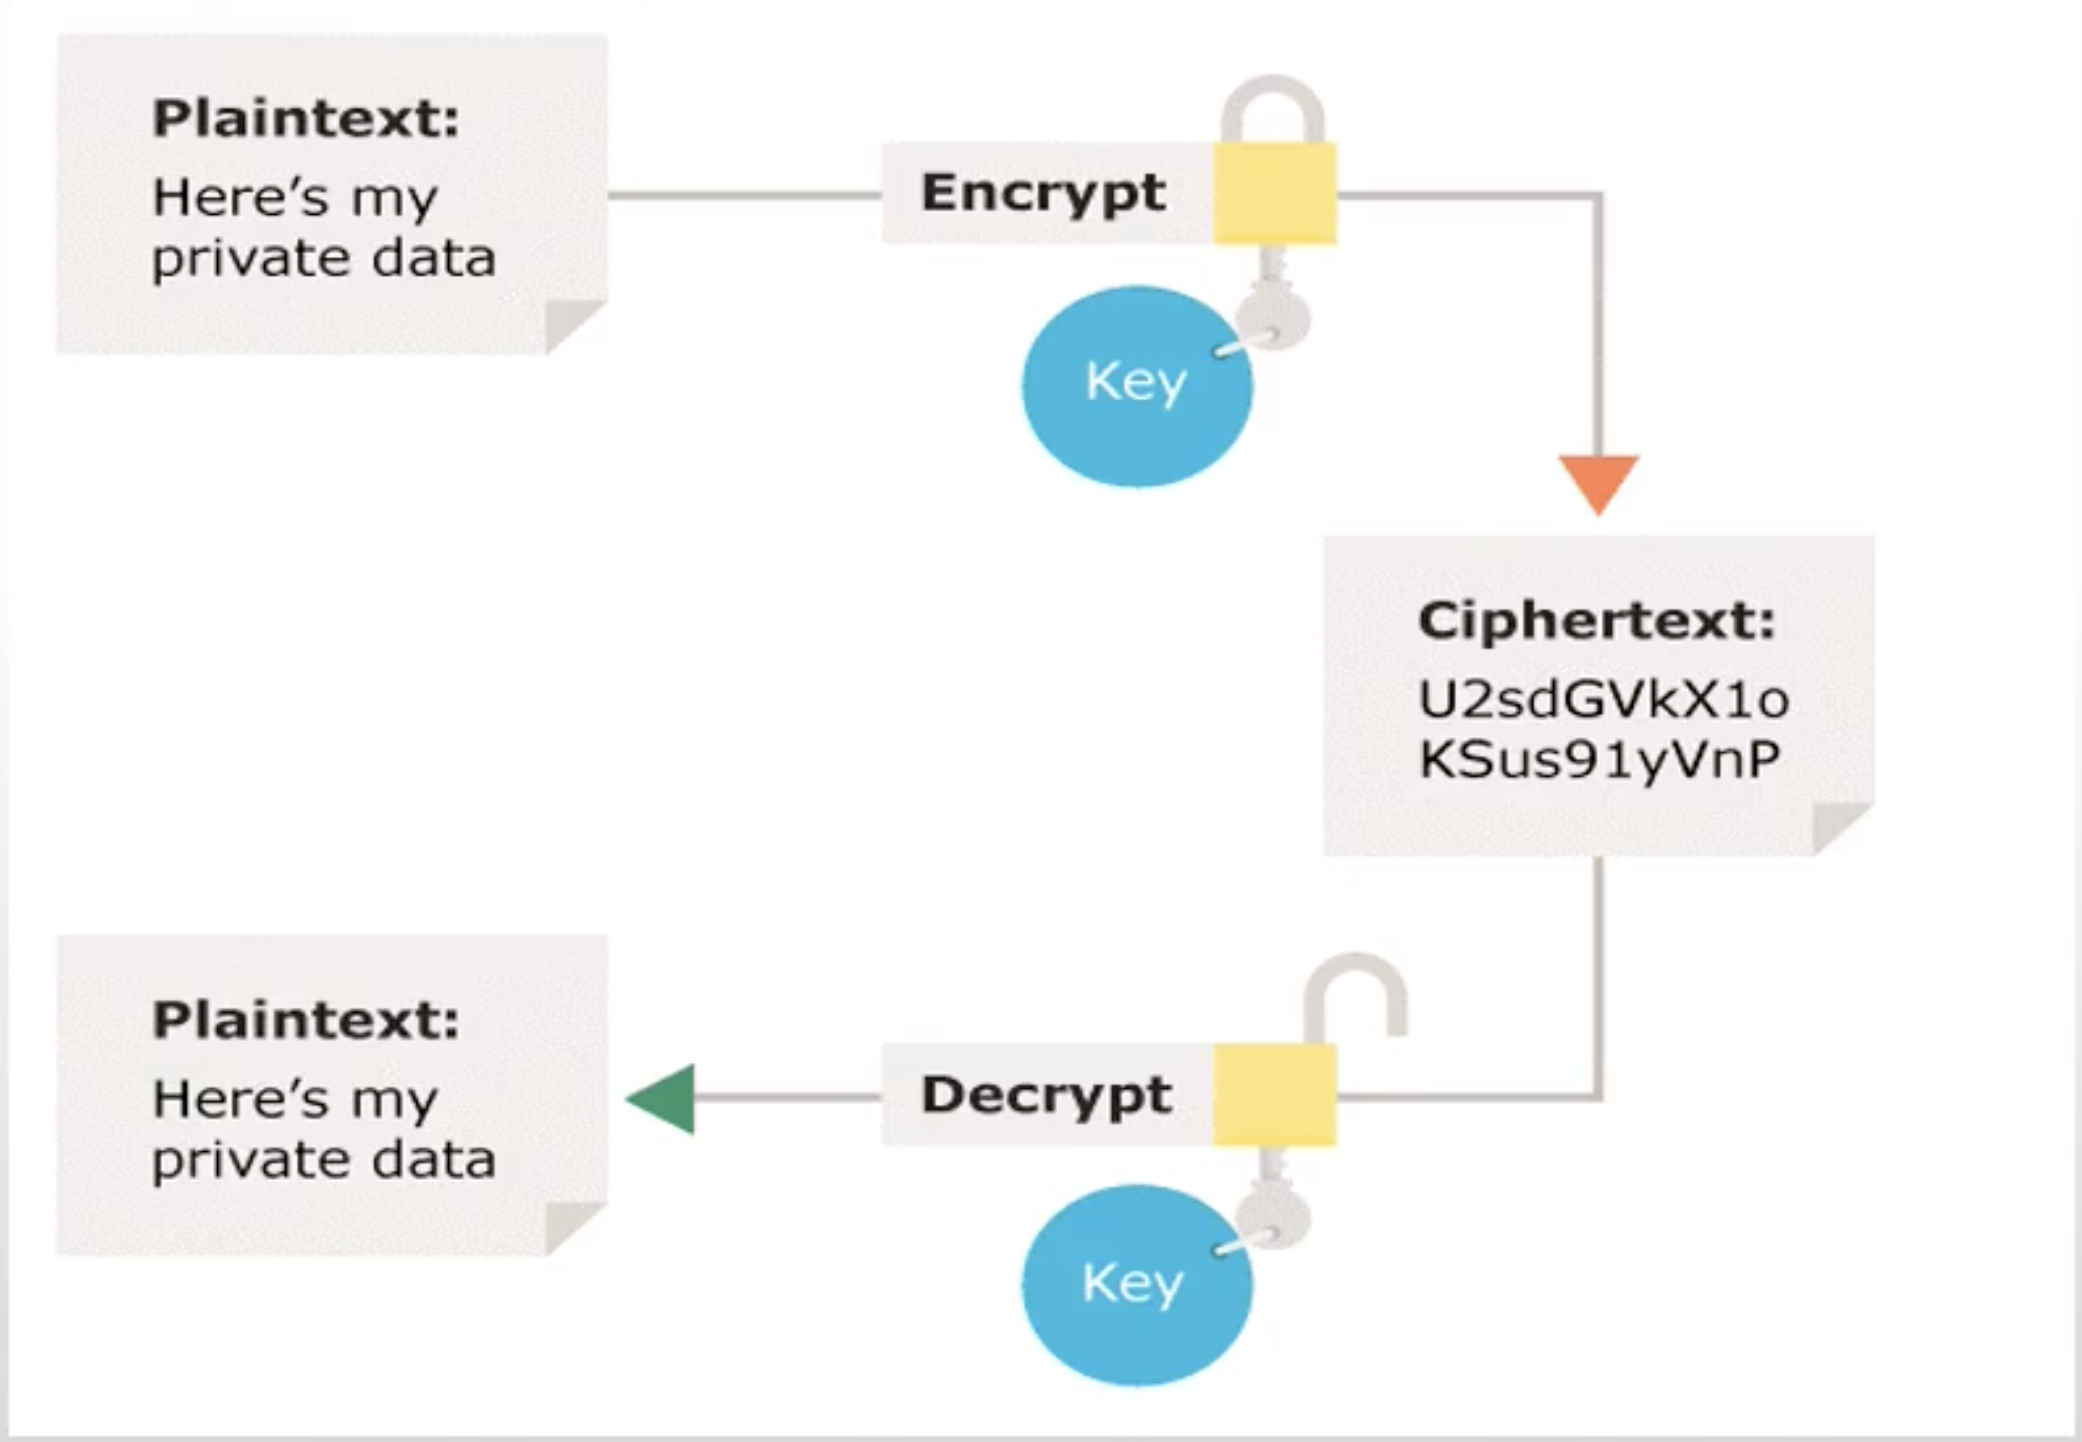 Plaintext:
Here’s my
private data
Encrypt
Key
Ciphertext:
U2sdGVkX1o
KSus91yVnP
Decrypt
Key
Plaintext:
Here’s my
private data